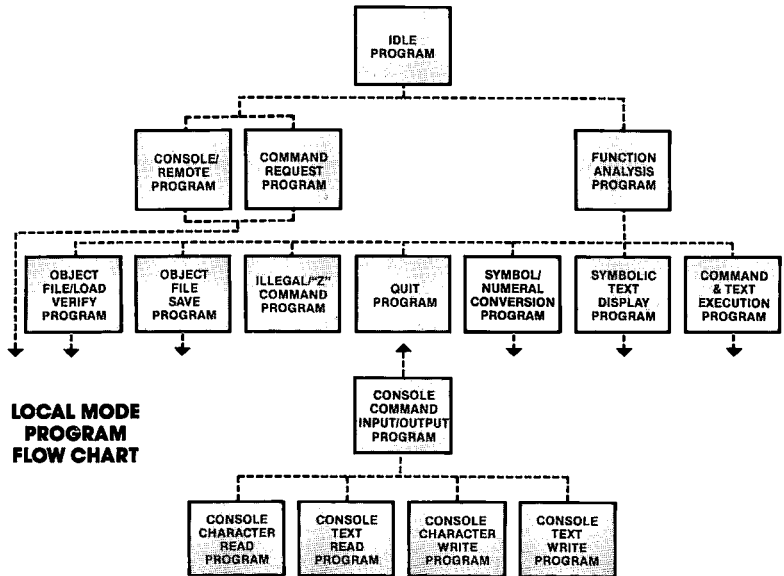 IDLE
PROGRAM
CONSOLE/
REMOTE
PROGRAM
COMMAND
REQUEST
PROGRAM
FUNCTION
ANALYSIS
PROGRAM
OBJECT
FILE/LOAD
VERIFY
PROGRAM
OBJECT
FILE
SAVE
PROGRAM
ILLEGAL/"Z"
COMMAND
PROGRAM
QUIT
PROGRAM
SYMBOL/
NUMERAL
CONVERSION
PROGRAM
SYMBOLIC
TEXT
DISPLAY
PROGRAM
COMMAND
& TEXT
EXECUTION
PROGRAM
LOCAL MODE
PROGRAM
FLOW CHART
CONSOLE
COMMAND
INPUT/OUTPUT
PROGRAM
CONSOLE
CHARACTER
READ
PROGRAM
CONSOLE
TEXT
READ
PROGRAM
CONSOLE
CHARACTER
WRITE
PROGRAM
CONSOLE
TEXT
WRITE
PROGRAM